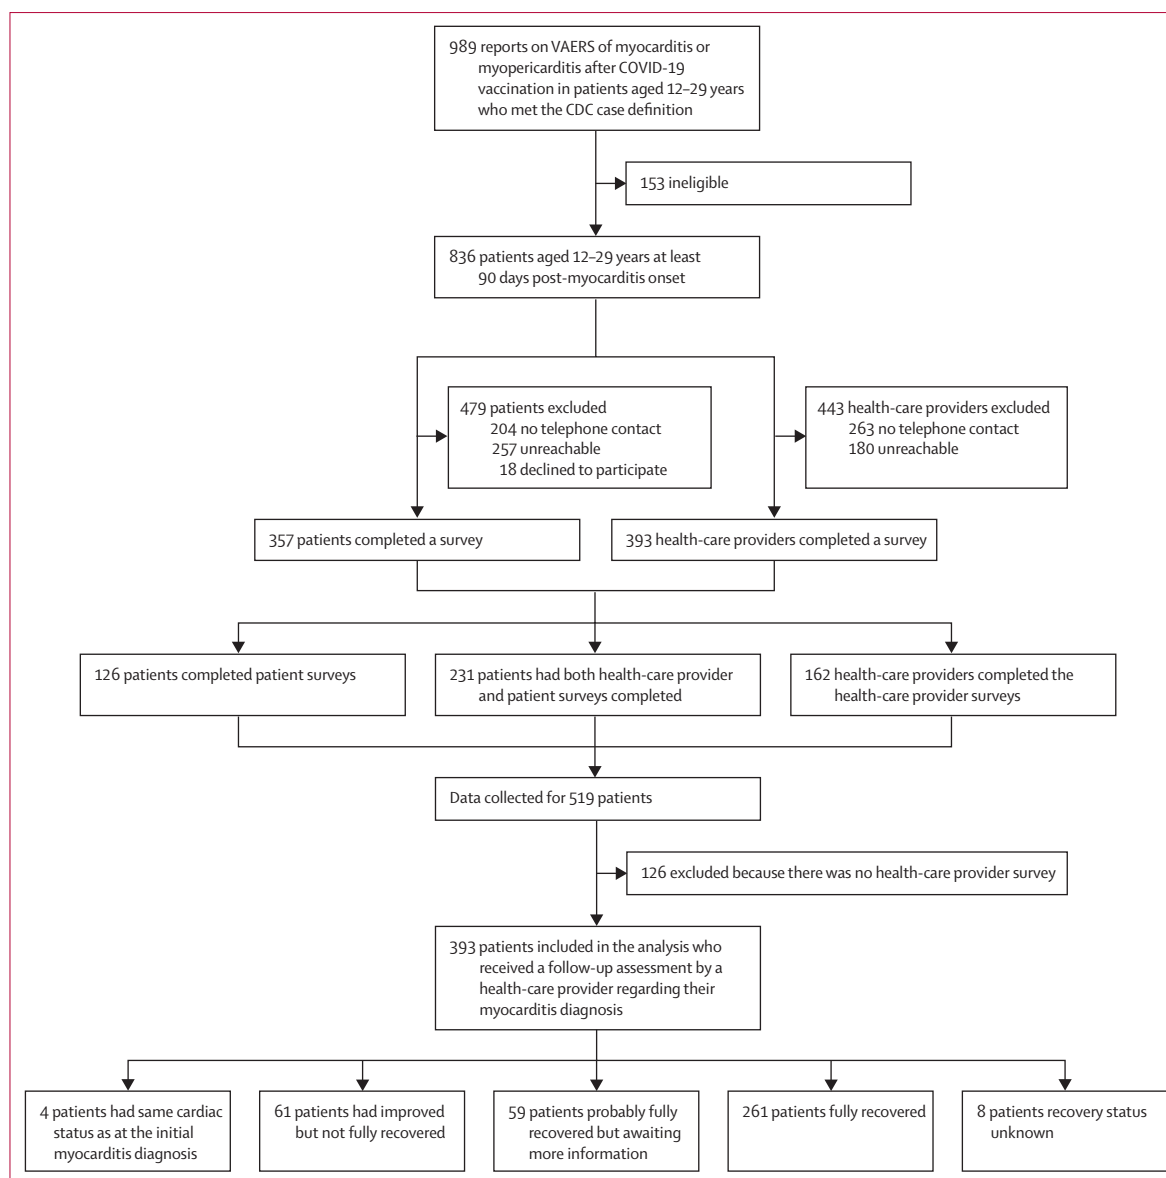 989 reports on VAERS of myocarditis or
myopericarditis after COVID-19
vaccination in patients aged 12–29 years
who met the CDC case definition
153 ineligible
836 patients aged 12–29 years at least
90 days post-myocarditis onset
479 patients excluded
204 no telephone contact
257 unreachable
18 declined to participate
443 health-care providers excluded
263 no telephone contact
180 unreachable
357 patients completed a survey
393 health-care providers completed a survey
126 patients completed patient surveys
231 patients had both health-care provider
and patient surveys completed
162 health-care providers completed the
health-care provider surveys
Data collected for 519 patients
126 excluded because there was no health-care provider survey
393 patients included in the analysis who
received a follow-up assessment by a
health-care provider regarding their
myocarditis diagnosis
4 patients had same cardiac
status as at the initial
myocarditis diagnosis
61 patients had improved
but not fully recovered
59 patients probably fully
recovered but awaiting
more information
261 patients fully recovered
8 patients recovery status
unknown